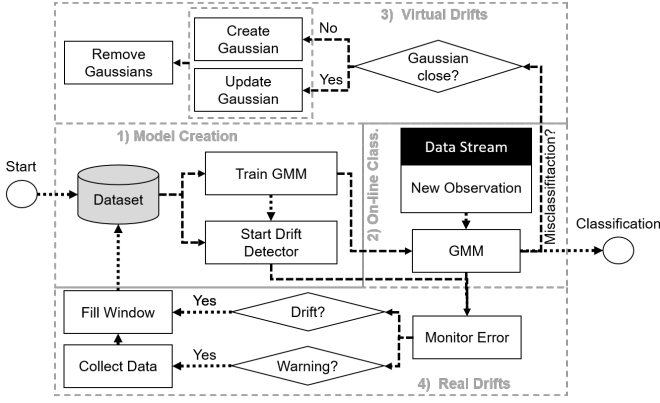 3) Virtual Drifts
Create
Gaussian
No
Remove
Gaussians
Gaussian
close?
Update
Gaussian
Yes
1) Model Creation
2) On-line Class.
Data Stream
New Observation
Misclassifitaction?
Start
Dataset
Train GMM
Start Drift
Detector
GMM
Classification
Fill Window
Yes
Drift?
Monitor Error
Collect Data
Yes
Warning?
4) Real Drifts